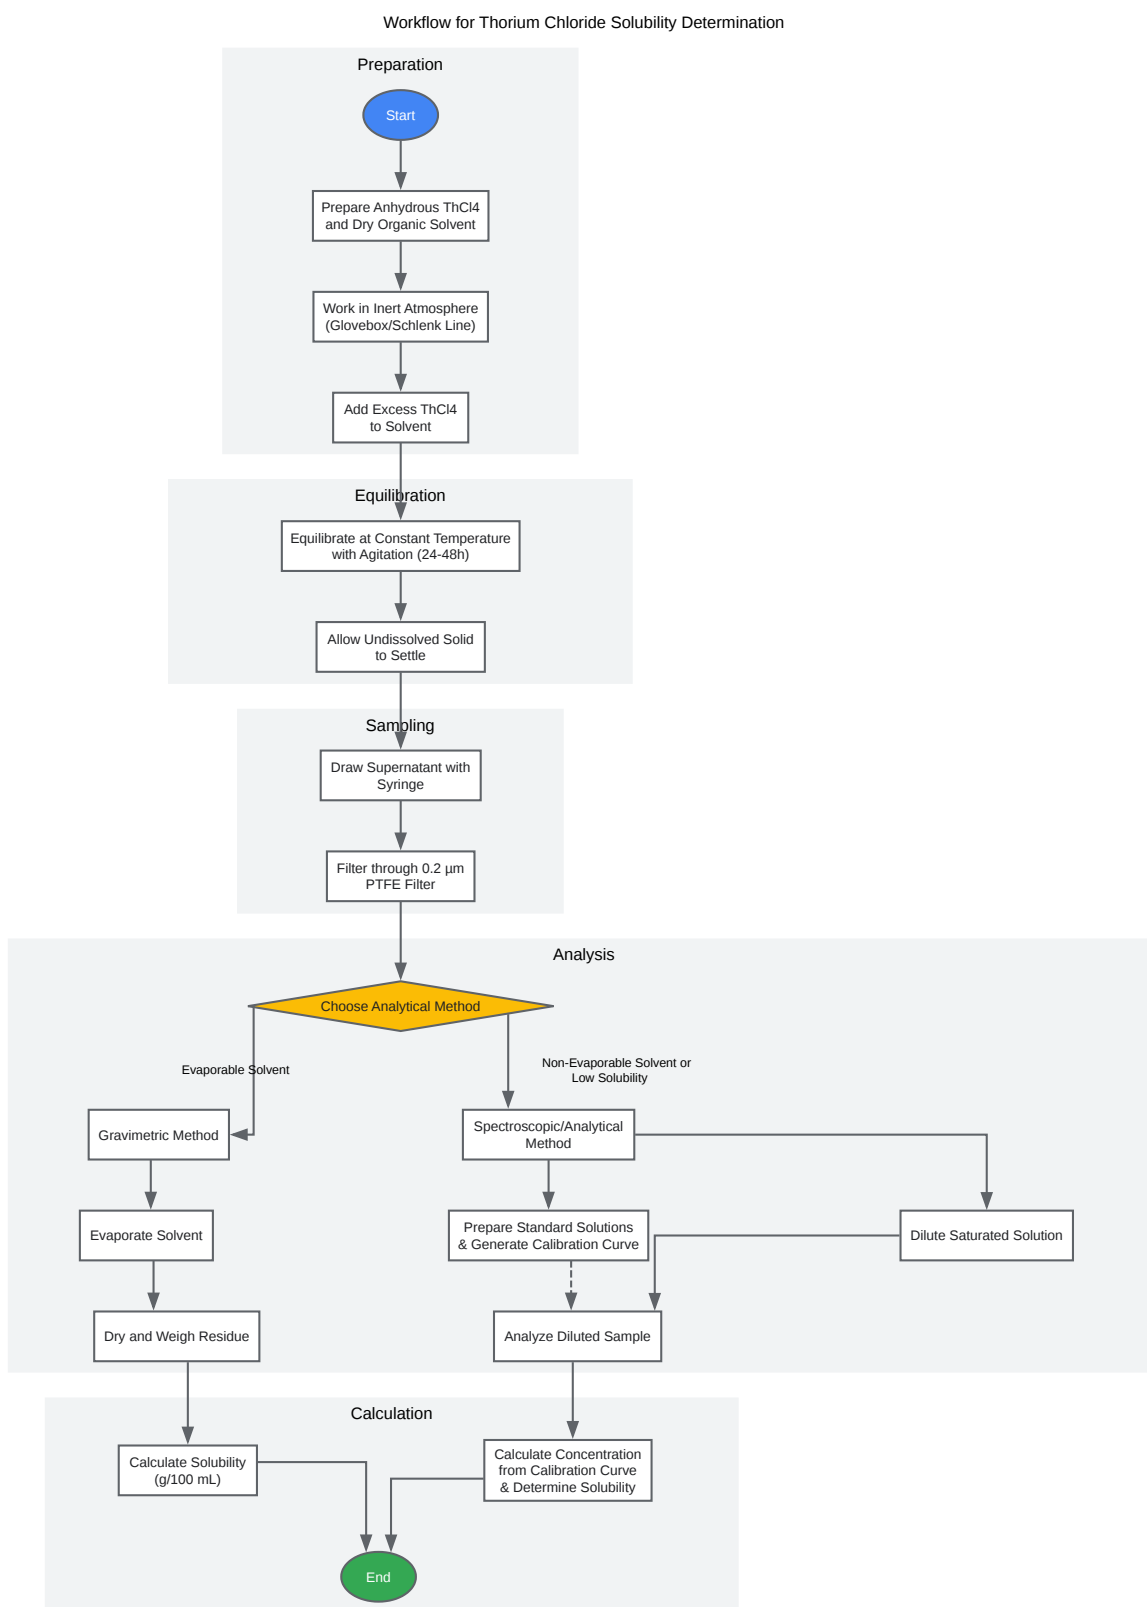 Workflow for Thorium Chloride Solubility Determination
Preparation
Start
Prepare Anhydrous ThCl4
and Dry Organic Solvent
Work in Inert Atmosphere
(Glovebox/Schlenk Line)
Add Excess ThCl4
to Solvent
Equilibration
Equilibrate at Constant Temperature
with Agitation (24-48h)
Allow Undissolved Solid
to Settle
Sampling
Draw Supernatant with
Syringe
Filter through 0.2 µm
PTFE Filter
Analysis
Choose Analytical Method
Evaporable Solvent
Non-Evaporable Solvent or
Low Solubility
Gravimetric Method
Spectroscopic/Analytical
Method
Evaporate Solvent
Prepare Standard Solutions
& Generate Calibration Curve
Dilute Saturated Solution
Dry and Weigh Residue
Analyze Diluted Sample
Calculation
Calculate Solubility
(g/100 mL)
Calculate Concentration
from Calibration Curve
& Determine Solubility
End